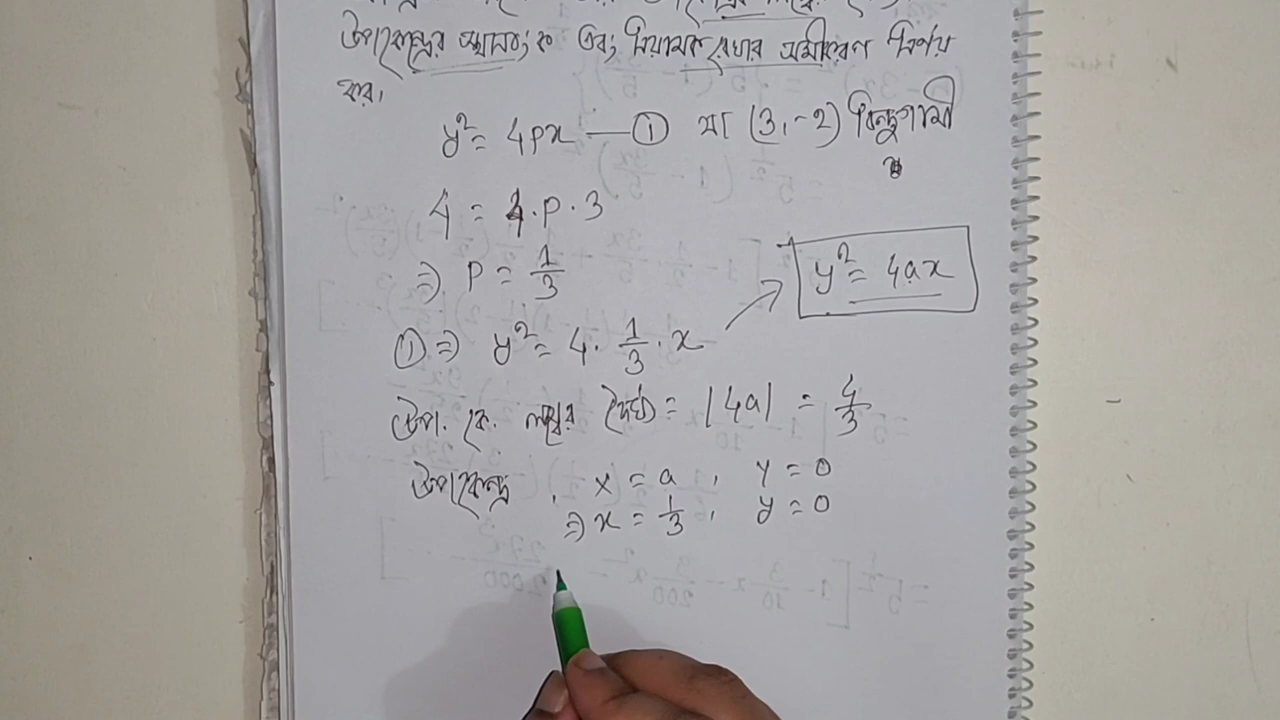 উপকেন্দ্রের স্থানাংক এবং নিয়ামক রেখার সমীকরণ নির্ণয়
কর।
y² = 4px —① যা (3, -2) বিন্দুগামী
4 = 4.p.3
⇒ p = 1/3
y² = 4ax
① ⇒ y² = 4. 1/3 . x
উপ. কে. লম্বের দৈর্ঘ্য = |4a| = 4/3
উপকেন্দ্র, x = a, y = 0
⇒ x = 1/3, y = 0